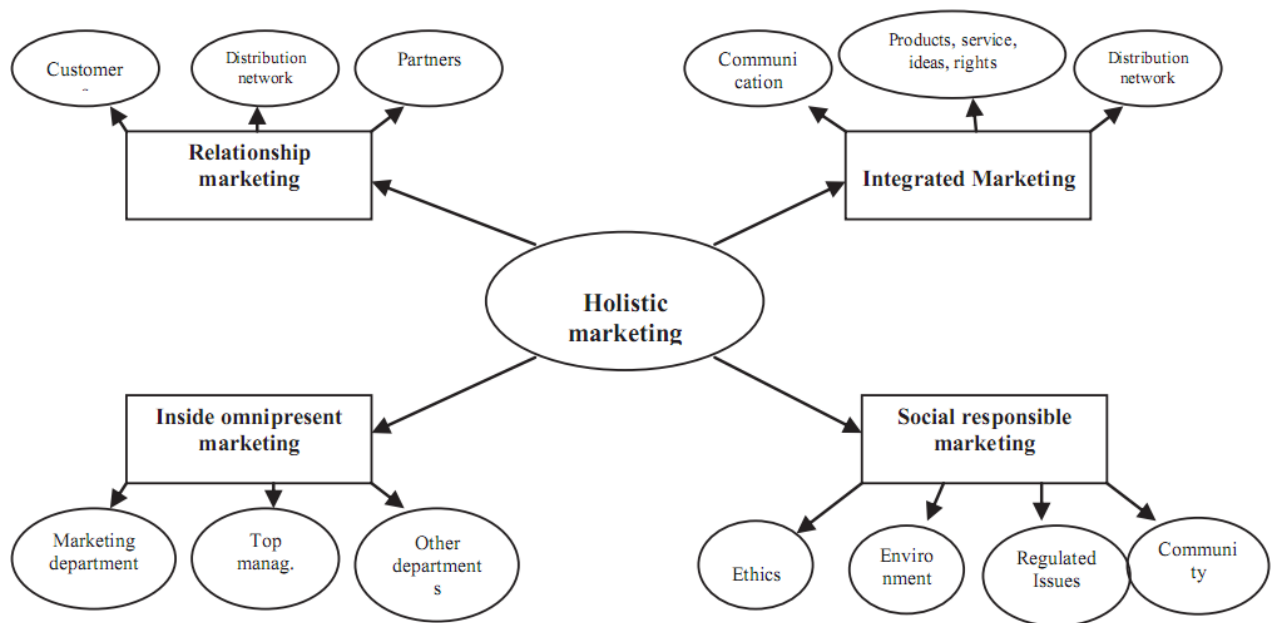 Customer
Distribution
network
Partners
Relationship
marketing
Communi
cation
Products, service,
ideas, rights
Distribution
network
Integrated Marketing
Holistic
marketing
Inside omnipresent
marketing
Marketing
department
Top
manag.
Other
department
s
Social responsible
marketing
Ethics
Enviro
nment
Regulated
Issues
Communi
ty